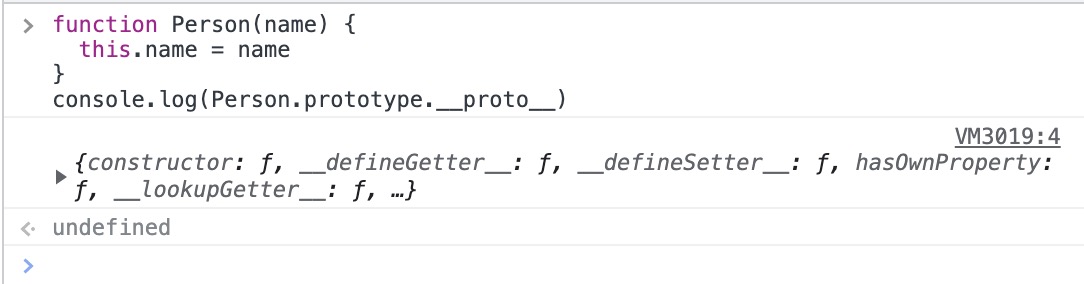 > function Person(name) {
this.name = name
}
console.log(Person.prototype.__proto__)
VM3019:4
▶ {constructor: ƒ, __defineGetter__: ƒ, __defineSetter__: ƒ, hasOwnProperty:
ƒ, __lookupGetter__: ƒ, …}
undefined
>